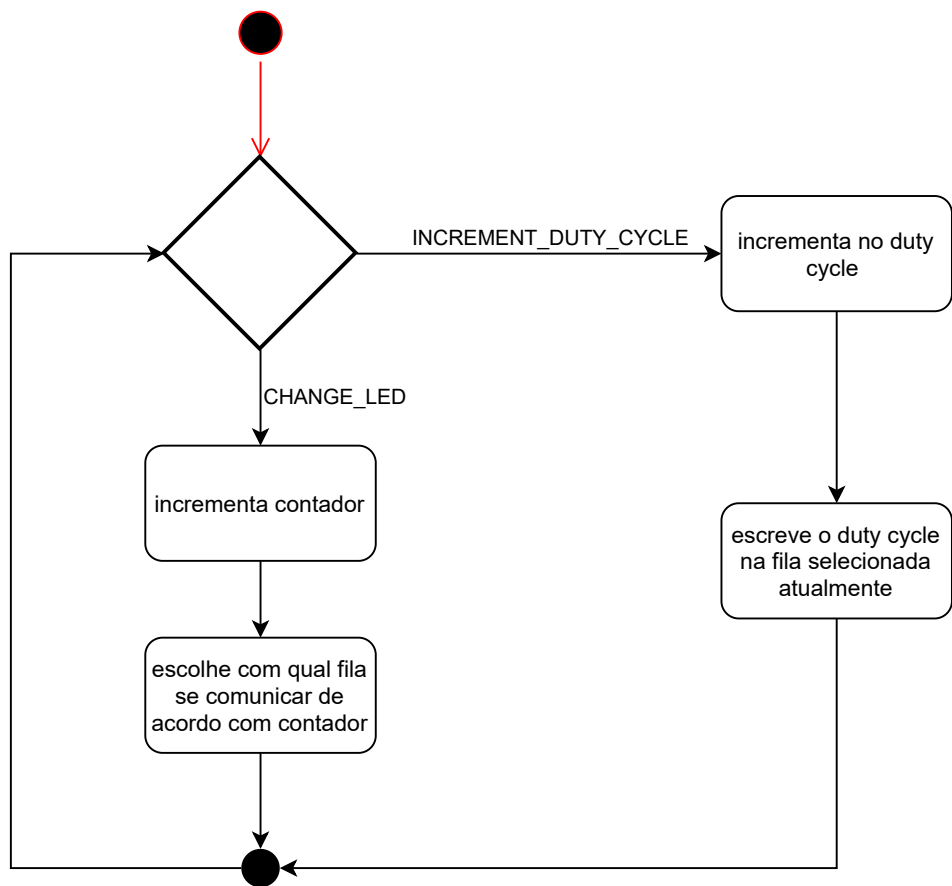 INCREMENT_DUTY_CYCLE
incrementa no duty
cycle
CHANGE_LED
incrementa contador
escreve o duty cycle
na fila selecionada
atualmente
escolhe com qual fila
se comunicar de
acordo com contador